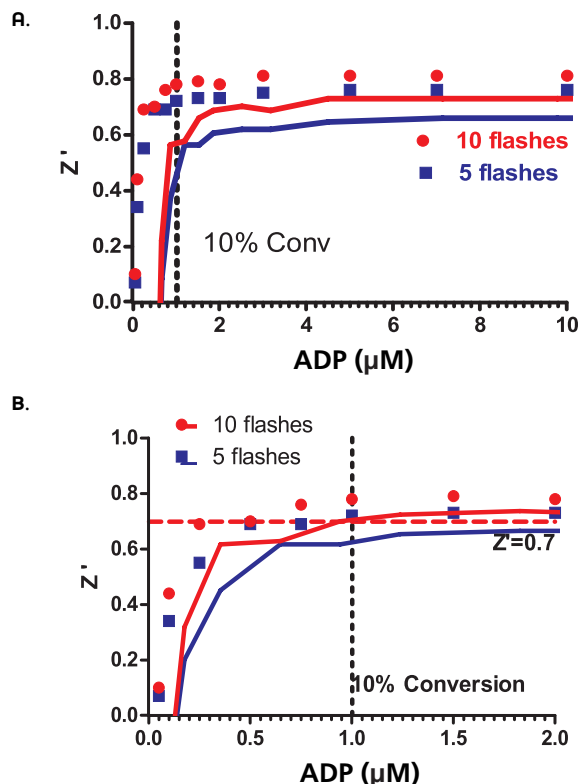 A.
1.0
0.8
0.6
0.4
0.2
0.0
Z'
10 flashes
5 flashes
10% Conv
0 2 4 6 8 10
ADP (µM)
B.
10 flashes
5 flashes
1.0
0.8
0.6
0.4
0.2
0.0
Z'
Z'=0.7
10% Conversion
0.0 0.5 1.0 1.5 2.0
ADP (µM)